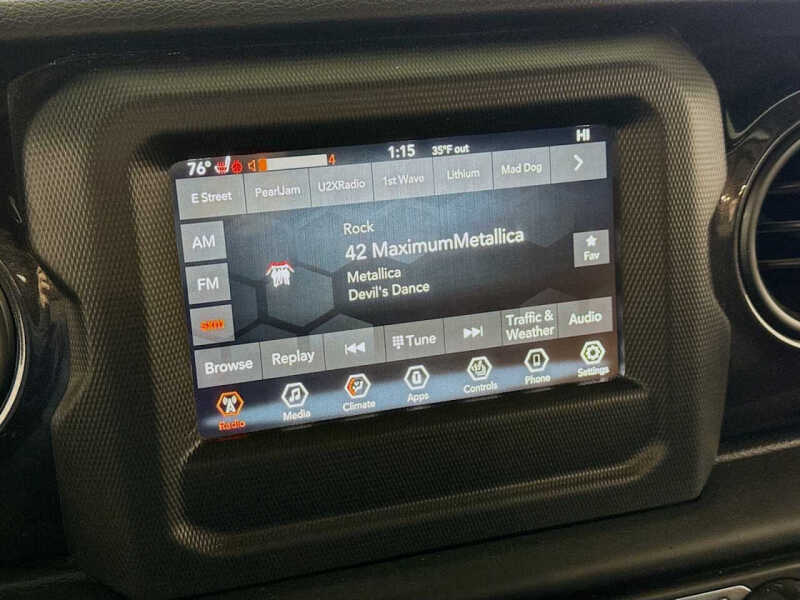 76° 4 1:15 35°F out HI
E Street PearlJam U2XRadio 1st Wave Lithium Mad Dog
AM
Rock
42 MaximumMetallica
FM
Metallica
Devil's Dance
Fav
sxm
Browse Replay Tune Traffic & Weather Audio
Radio Media Climate Apps Controls Phone Settings